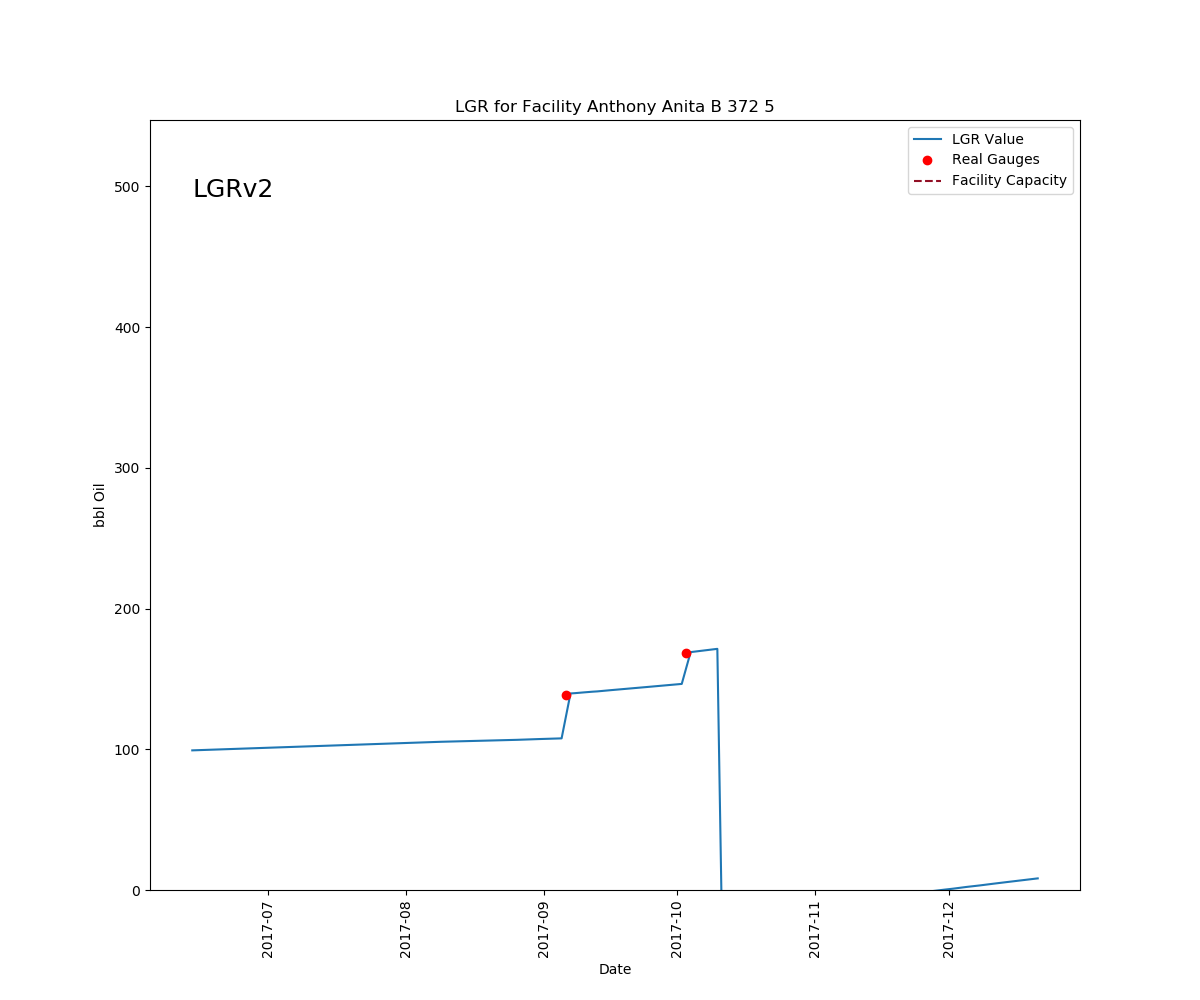 LGR for Facility Anthony Anita B 372 5
LGR Value
Real Gauges
Facility Capacity
LGRv2
500
400
300
200
100
0
bbl Oil
2017-07
2017-08
2017-09
2017-10
2017-11
2017-12
Date